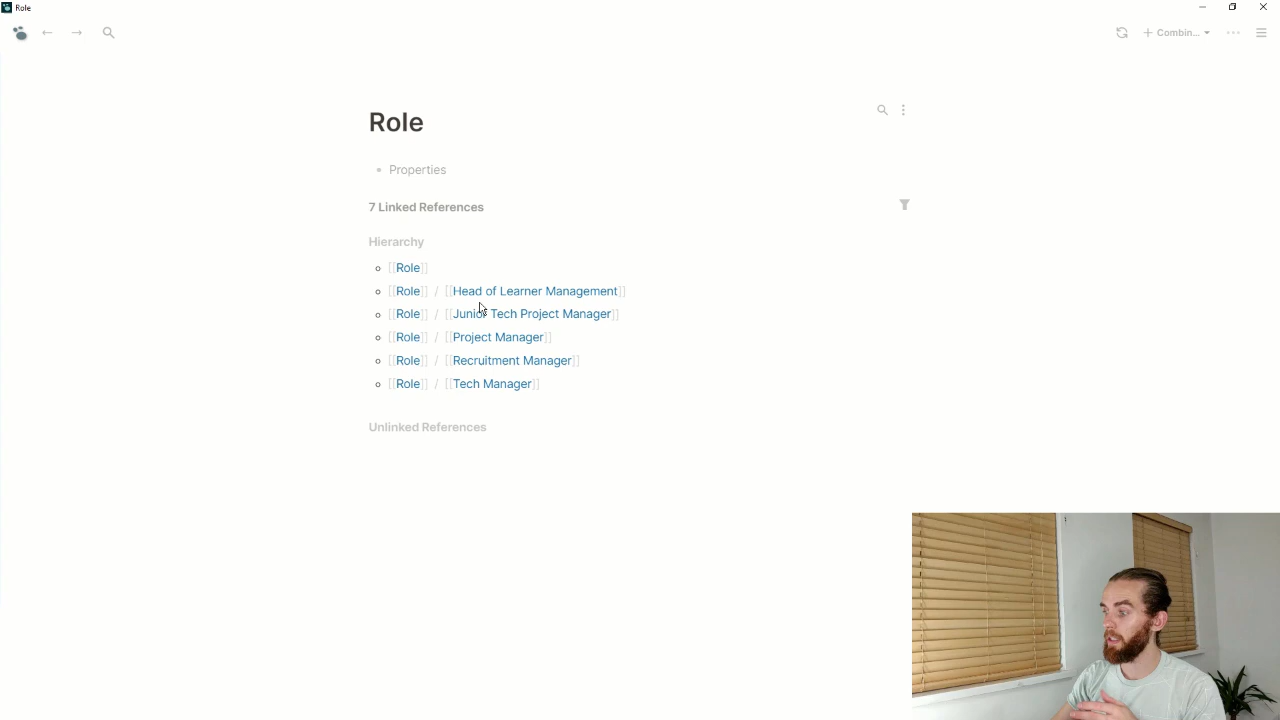 Role
+ Combin...
Role
Properties
7 Linked References
Hierarchy
[[Role]]
[[Role]] / [[Head of Learner Management]]
[[Role]] / [[Junior Tech Project Manager]]
[[Role]] / [[Project Manager]]
[[Role]] / [[Recruitment Manager]]
[[Role]] / [[Tech Manager]]
Unlinked References